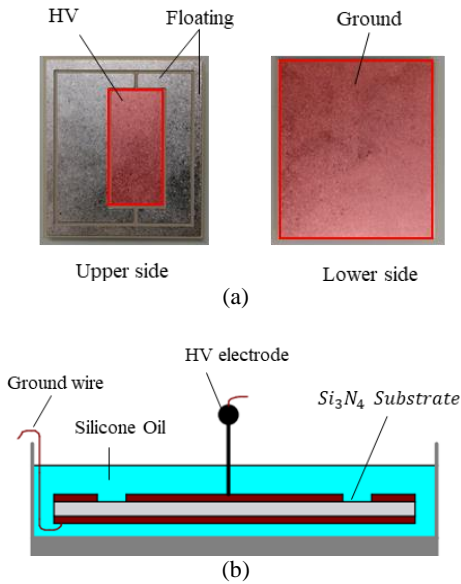 HV
Floating
Ground
Upper side
Lower side
(a)
HV electrode
Ground wire
Si₃N₄ Substrate
Silicone Oil
(b)